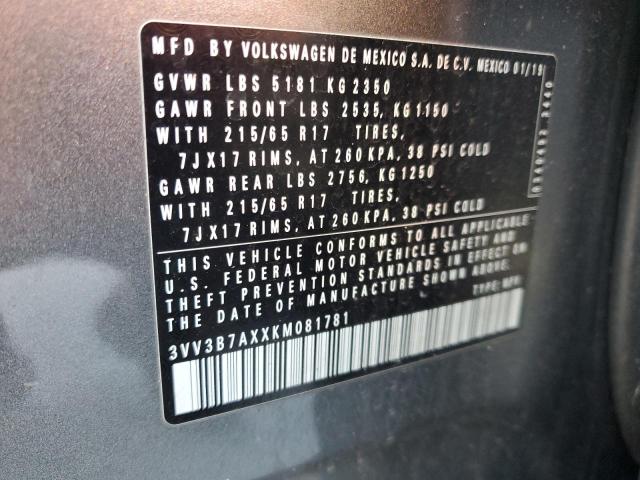 MFD BY VOLKSWAGEN DE MEXICO S.A. DE C.V. MEXICO 01/19
GVWR LBS 5181 KG 2350
GAWR FRONT LBS 2535, KG 1150
WITH 215/65 R17 TIRES,
7JX17 RIMS, AT 260 KPA, 38 PSI COLD
GAWR REAR LBS 2756, KG 1250
WITH 215/65 R17 TIRES,
7JX17 RIMS, AT 260 KPA, 38 PSI COLD
THIS VEHICLE CONFORMS TO ALL APPLICABLE
U.S. FEDERAL MOTOR VEHICLE SAFETY AND
THEFT PREVENTION STANDARDS IN EFFECT ON
THE DATE OF MANUFACTURE SHOWN ABOVE.
TYPE: MPV
3VV3B7AXXKM081781